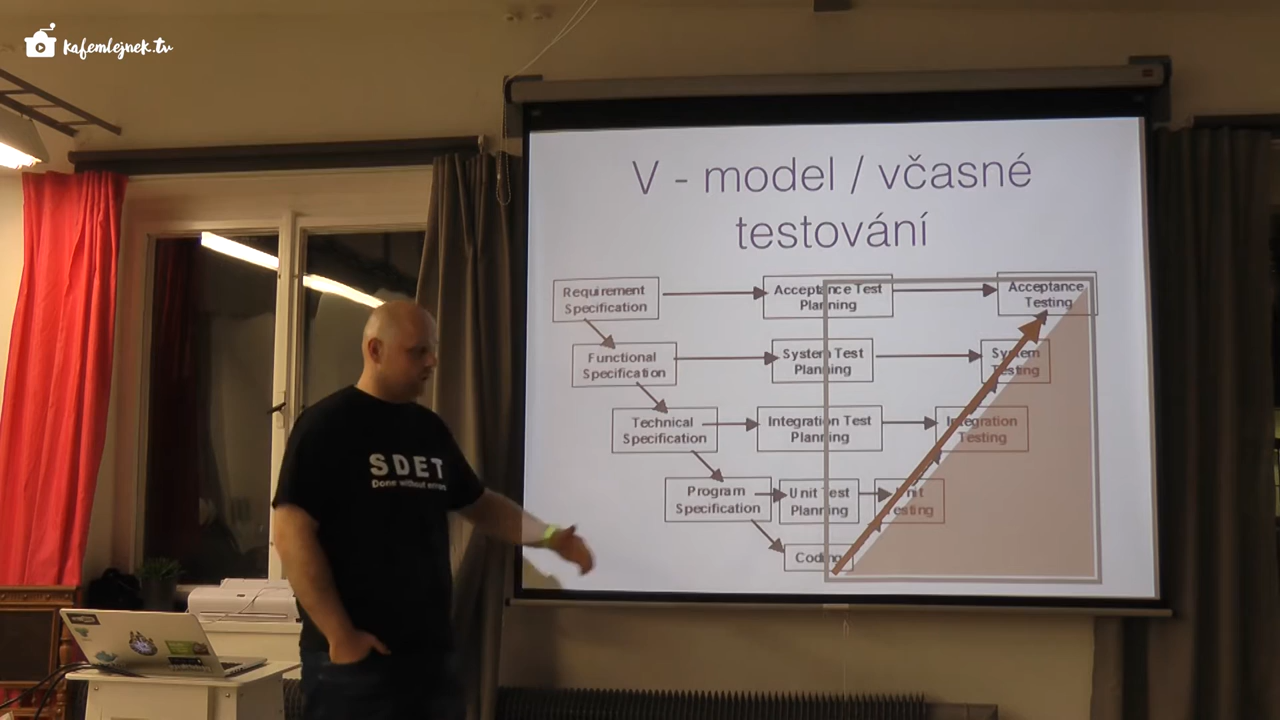 kafemlejnek.tv
V - model / včasné
testování
Requirement
Specification
Acceptance Test
Planning
Acceptance
Testing
Functional
Specification
System Test
Planning
System
Testing
Technical
Specification
Integration Test
Planning
Integration
Testing
Program
Specification
Unit Test
Planning
Unit
Testing
Coding
SDET
Done without errors